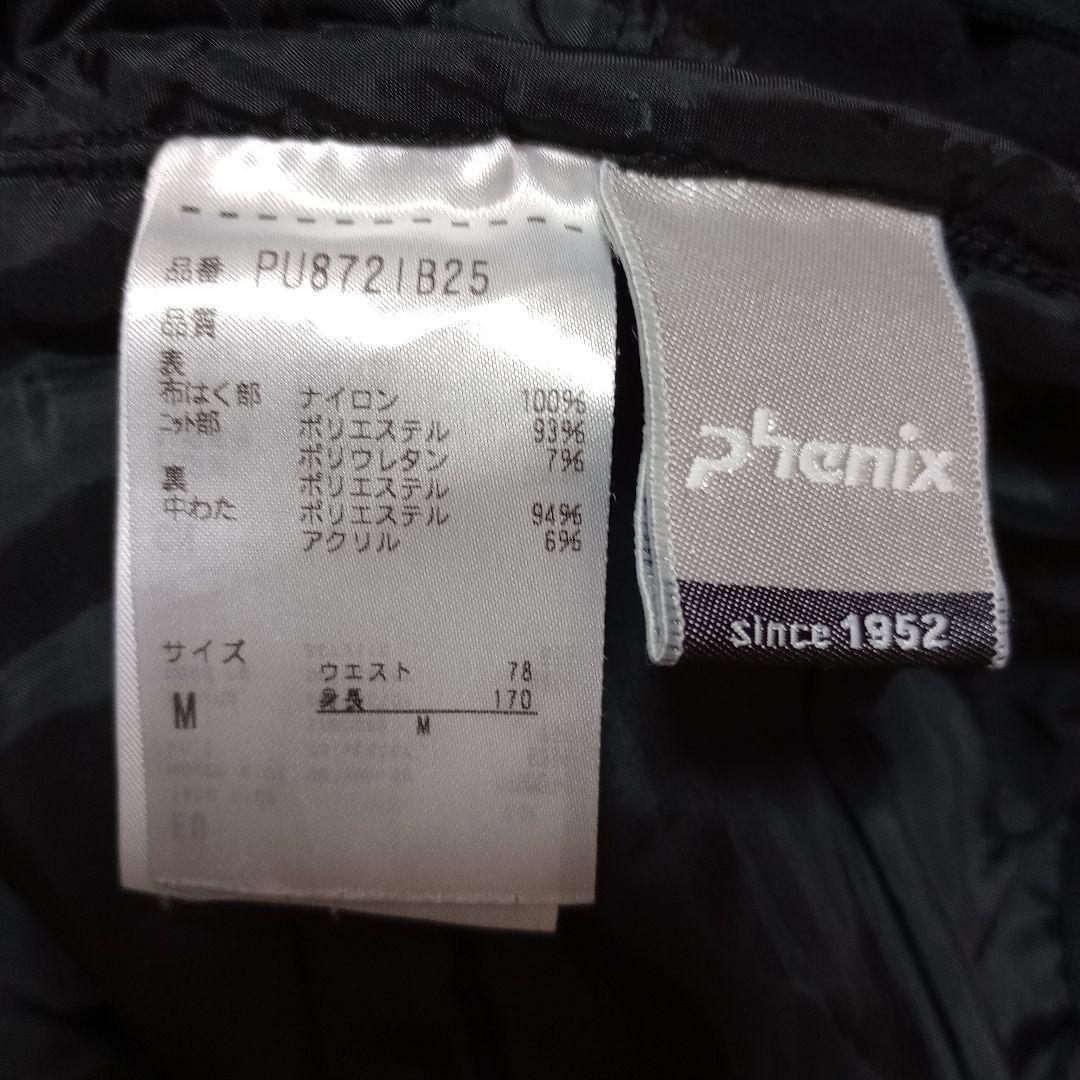 品番 PU872IB25
品質
表
布はく部 ナイロン 100%
ニット部 ポリエステル 93%
ポリウレタン 7%
裏 ポリエステル
中わた ポリエステル 94%
アクリル 6%
サイズ
M
ウエスト 78
身長 170
M
phenix
since 1952